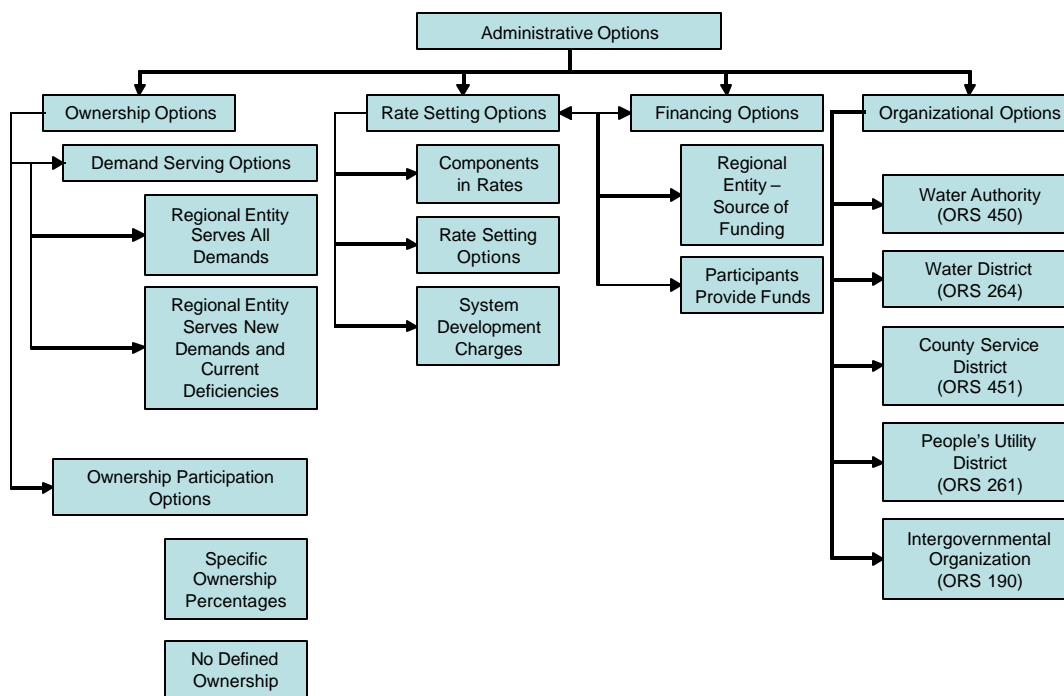 Administrative Options
Ownership Options
Rate Setting Options
Financing Options
Organizational Options
Demand Serving Options
Regional Entity
Serves All
Demands
Regional Entity
Serves New
Demands and
Current
Deficiencies
Ownership Participation
Options
Specific
Ownership
Percentages
No Defined
Ownership
Components
in Rates
Rate Setting
Options
System
Development
Charges
Regional
Entity –
Source of
Funding
Participants
Provide Funds
Water Authority
(ORS 450)
Water District
(ORS 264)
County Service
District
(ORS 451)
People’s Utility
District
(ORS 261)
Intergovernmental
Organization
(ORS 190)